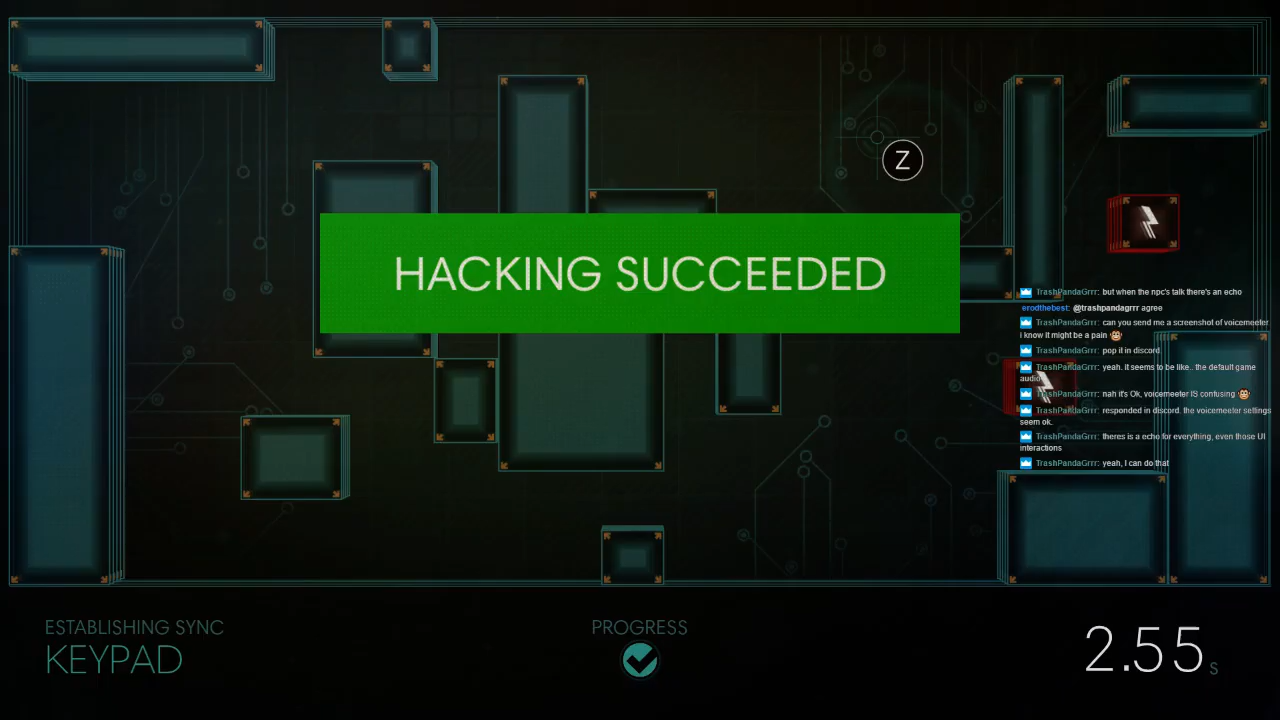 Z
HACKING SUCCEEDED
TrashPandaGrrr: but when the npc's talk there's an echo
erodthebest: @trashpandagrrr agree
TrashPandaGrrr: can you send me a screenshot of voicemeeter
i know it might be a pain
TrashPandaGrrr: pop it in discord
TrashPandaGrrr: yeah. it seems to be like.. the default game
audio
TrashPandaGrrr: nah it's Ok, voicemeeter IS confusing
TrashPandaGrrr: responded in discord. the voicemeeter settings
seem ok.
TrashPandaGrrr: theres is a echo for everything, even those UI
interactions
TrashPandaGrrr: yeah, I can do that
ESTABLISHING SYNC
KEYPAD
PROGRESS
2.55 s